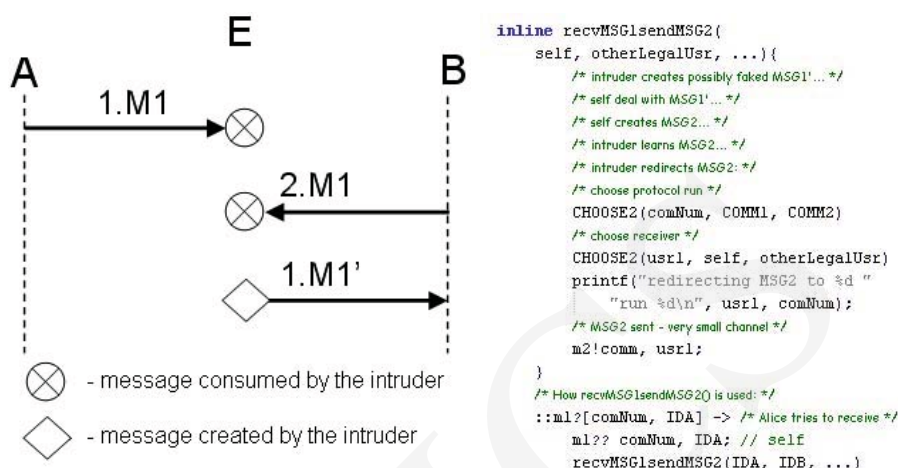 E
A
B
1.M1
2.M1
1.M1’
- message consumed by the intruder
- message created by the intruder
inline recvMSG1sendMSG2(
self, otherLegalUsr, ...){
/* intruder creates possibly faked MSG1'... */
/* self deal with MSG1'... */
/* self creates MSG2... */
/* intruder learns MSG2... */
/* intruder redirects MSG2: */
/* choose protocol run */
CHOOSE2(comNum, COMM1, COMM2)
/* choose receiver */
CHOOSE2(usr1, self, otherLegalUsr)
printf("redirecting MSG2 to %d "
"run %d\n", usr1, comNum);
/* MSG2 sent - very small channel */
m2!comm, usr1;
}
/* How recvMSG1sendMSG2() is used: */
::m1?[comNum, IDA] -> /* Alice tries to receive */
m1?? comNum, IDA; // self
recvMSG1sendMSG2(IDA, IDB, ...)